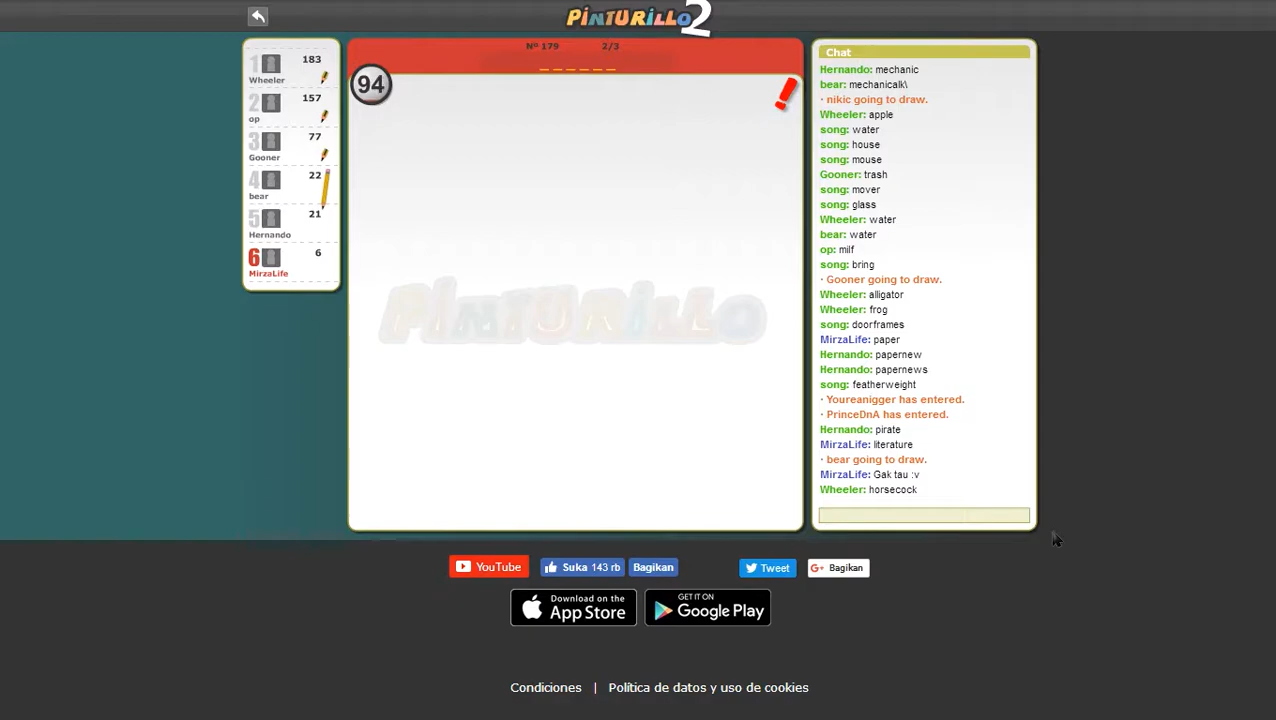 PINTURILLO 2
Nº 179 2/3
_ _ _ _ _
94
1 Wheeler 183
2 op 157
3 Gooner 77
4 bear 22
5 Hernando 21
6 MirzaLife 6
PINTURILLO
Chat
Hernando: mechanic
bear: mechanicalk\
· nikic going to draw.
Wheeler: apple
song: water
song: house
song: mouse
Gooner: trash
song: mover
song: glass
Wheeler: water
bear: water
op: milf
song: bring
· Gooner going to draw.
Wheeler: alligator
Wheeler: frog
song: doorframes
MirzaLife: paper
Hernando: papernew
Hernando: papernews
song: featherweight
· Youreanigger has entered.
· PrinceDnA has entered.
Hernando: pirate
MirzaLife: literature
· bear going to draw.
MirzaLife: Gak tau :v
Wheeler: horsecock
YouTube
Suka 143 rb
Bagikan
Tweet
G+ Bagikan
Download on the App Store
GET IT ON Google Play
Condiciones | Política de datos y uso de cookies